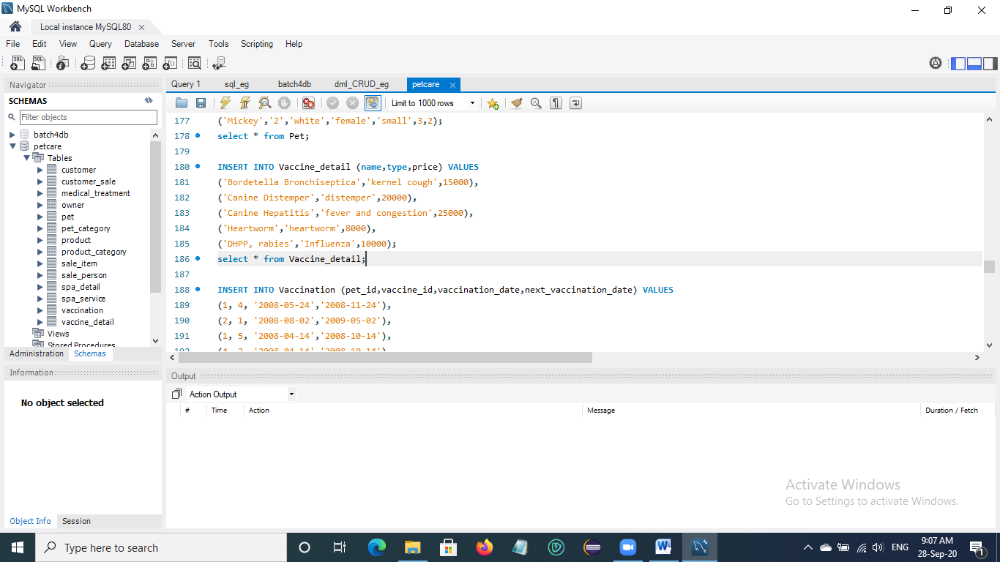 MySQL Workbench
Local instance MySQL80
File Edit View Query Database Server Tools Scripting Help
Navigator
SCHEMAS
Filter objects
batch4db
petcare
Tables
customer
customer_sale
medical_treatment
owner
pet
pet_category
product
product_category
sale_item
sale_person
spa_detail
spa_service
vaccination
vaccine_detail
Views
Stored Procedures
Administration Schemas
Information
No object selected
Object Info Session
Query 1 sql_eg batch4db dml_CRUD_eg petcare
Limit to 1000 rows
177 ('Mickey','2','white','female','small',3,2);
178 select * from Pet;
179
180 INSERT INTO Vaccine_detail (name,type,price) VALUES
181 ('Bordetella Bronchiseptica','kernel cough',15000),
182 ('Canine Distemper','distemper',20000),
183 ('Canine Hepatitis','fever and congestion',25000),
184 ('Heartworm','heartworm',8000),
185 ('DHPP, rabies','Influenza',10000);
186 select * from Vaccine_detail;
187
188 INSERT INTO Vaccination (pet_id,vaccine_id,vaccination_date,next_vaccination_date) VALUES
189 (1, 4, '2008-05-24','2008-11-24'),
190 (2, 1, '2008-08-02','2009-05-02'),
191 (1, 5, '2008-04-14','2008-10-14'),
192 (4, 2, '2008-04-14','2008-10-14')
Output
Action Output
# Time Action Message Duration / Fetch
Activate Windows
Go to Settings to activate Windows.
Type here to search
ENG
9:07 AM
28-Sep-20
1